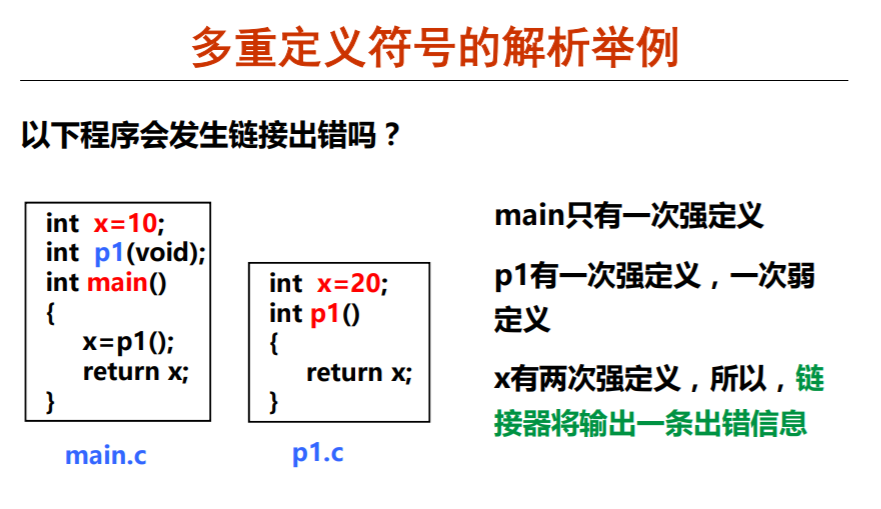 多重定义符号的解析举例
以下程序会发生链接出错吗？
int x=10;
int p1(void);
int main()
{
x=p1();
return x;
}
main.c
int x=20;
int p1()
{
return x;
}
p1.c
main只有一次强定义
p1有一次强定义，一次弱
定义
x有两次强定义，所以，链
接器将输出一条出错信息